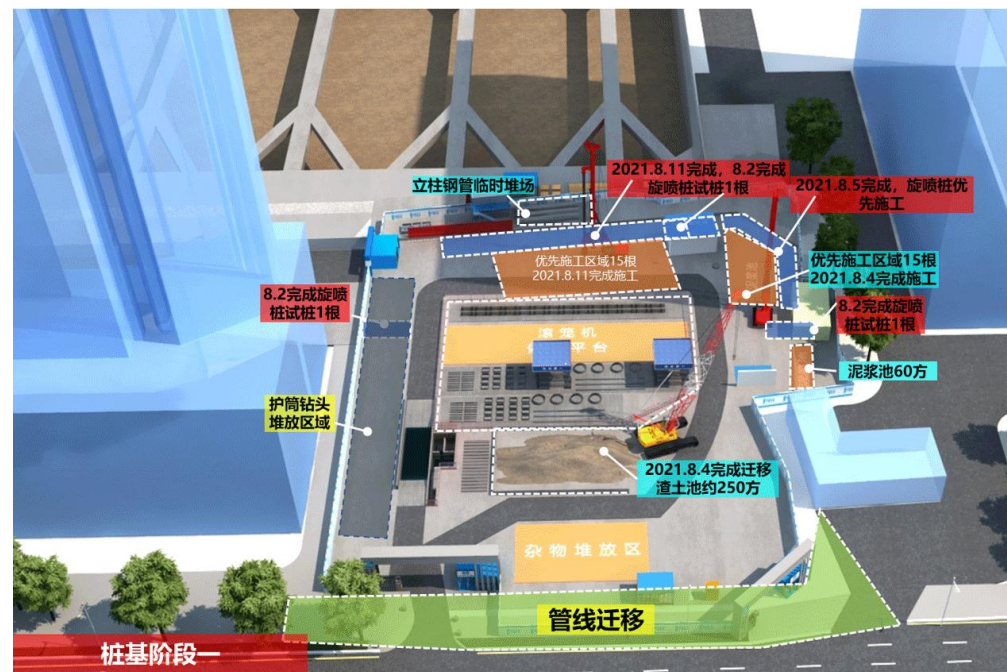 2021.8.11完成，8.2完成
旋喷桩试桩1根
立柱钢管临时堆场
2021.8.5完成，旋喷桩优
先施工
优先施工区域15根
2021.8.11完成施工
优先施工区域15根
2021.8.4完成施工
8.2完成旋喷
桩试桩1根
8.2完成旋喷
桩试桩1根
滚笼机
平台
泥浆池60方
护筒钻头
堆放区域
2021.8.4完成迁移
渣土池约250方
杂物堆放区
管线迁移
桩基阶段一